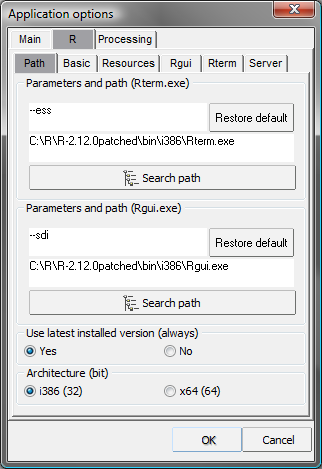 Application options
Main R Processing
Path Basic Resources Rgui Rterm Server
Parameters and path (Rterm.exe)
--ess
Restore default
C:\R\R-2.12.0patched\bin\i386\Rterm.exe
Search path
Parameters and path (Rgui.exe)
--sdi
Restore default
C:\R\R-2.12.0patched\bin\i386\Rgui.exe
Search path
Use latest installed version (always)
Yes No
Architecture (bit)
i386 (32) x64 (64)
OK Cancel